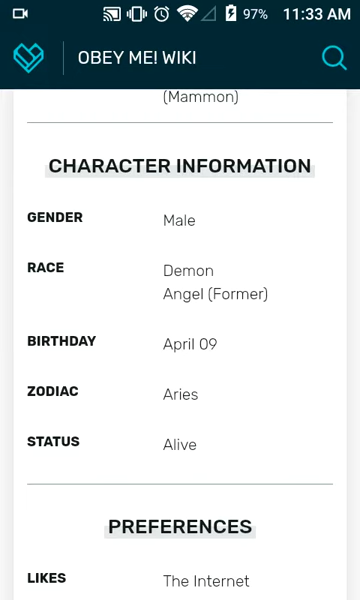 97% 11:33 AM
OBEY ME! WIKI
(Mammon)
CHARACTER INFORMATION
GENDER Male
RACE Demon
Angel (Former)
BIRTHDAY April 09
ZODIAC Aries
STATUS Alive
PREFERENCES
LIKES The Internet